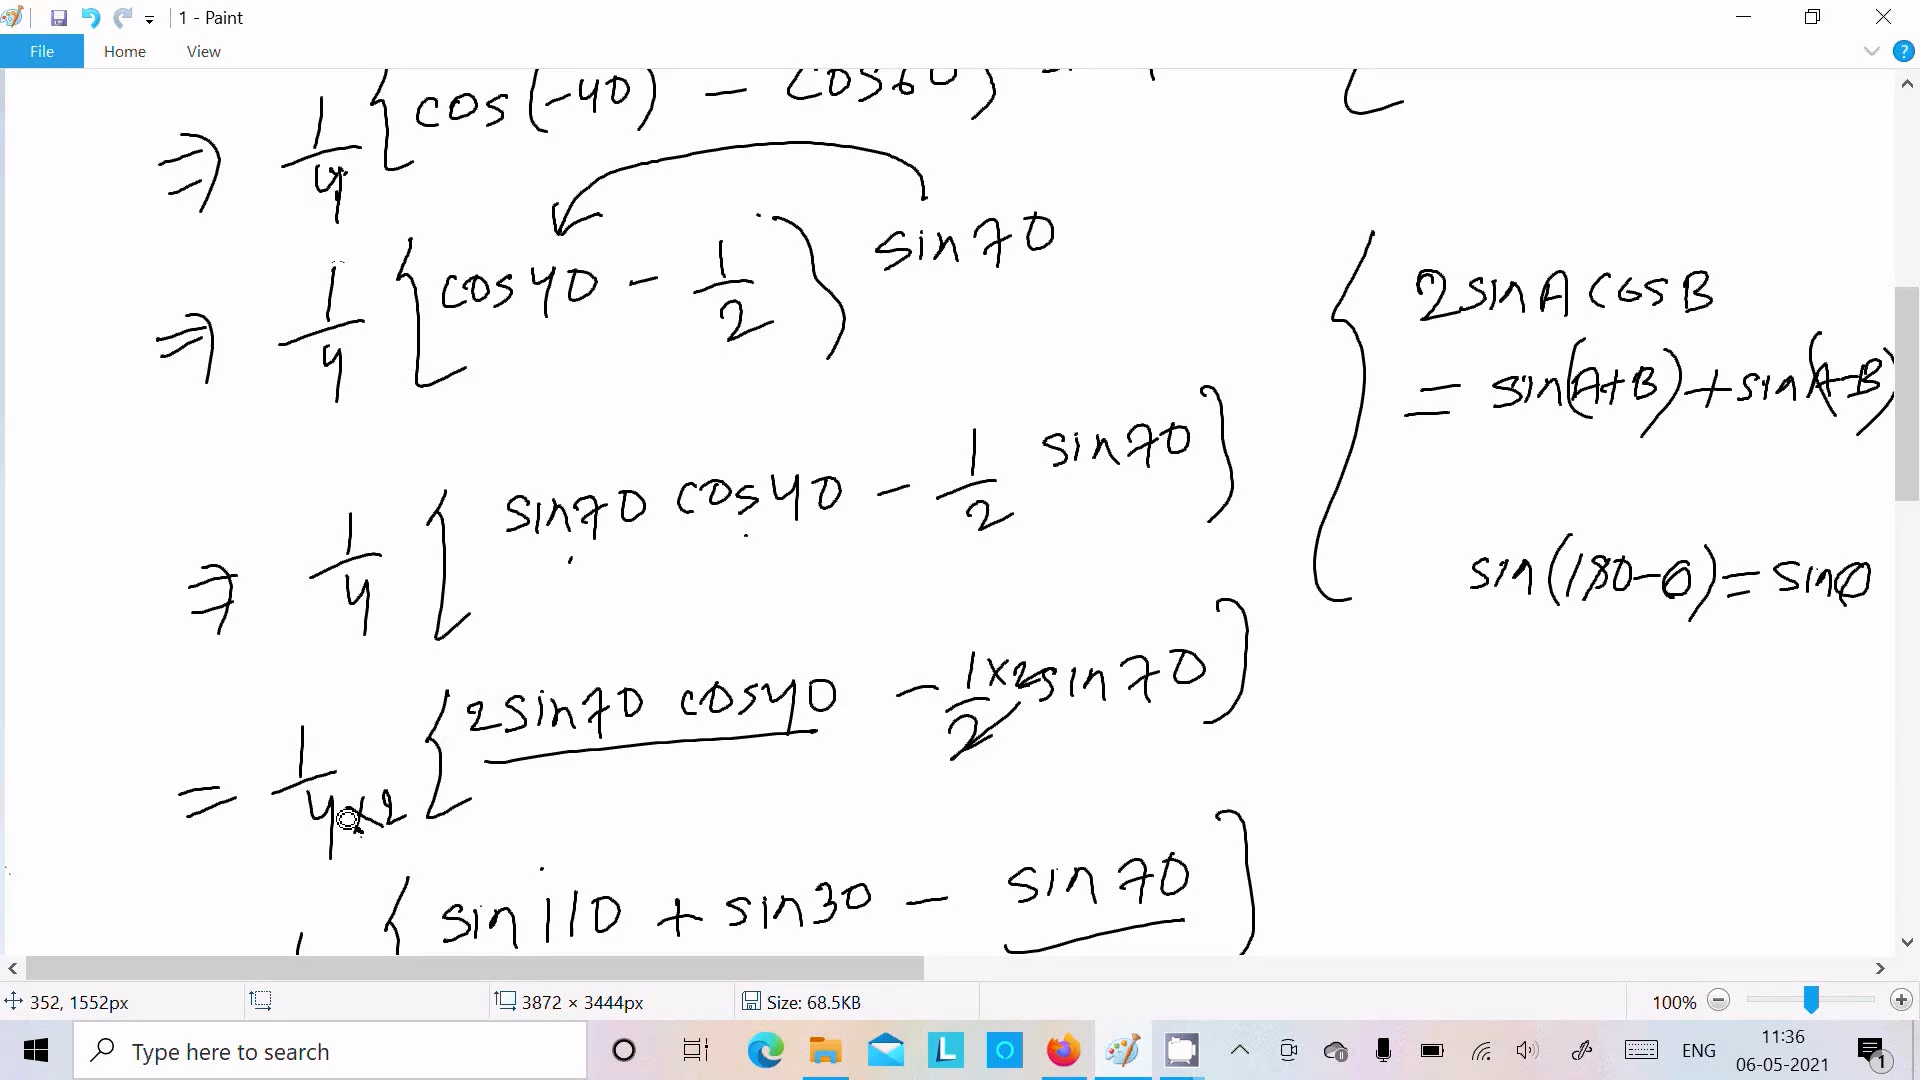 1 - Paint
File Home View
⇒ 1/4 {cos(-40) - cos60}
⇒ 1/4 {cos40 - 1/2} sin70
2sinA cosB
= sin(A+B)+sin(A-B)
⇒ 1/4 { sin70 cos40 - 1/2 sin70}
sin(180-θ)=sinθ
= 1/4×2 {2sin70 cos40 - 1×2/2 sin70}
{ sin110 + sin30 - sin70 }
352, 1552px 3872 × 3444px Size: 68.5KB 100%
Type here to search L ENG 11:36
06-05-2021 1